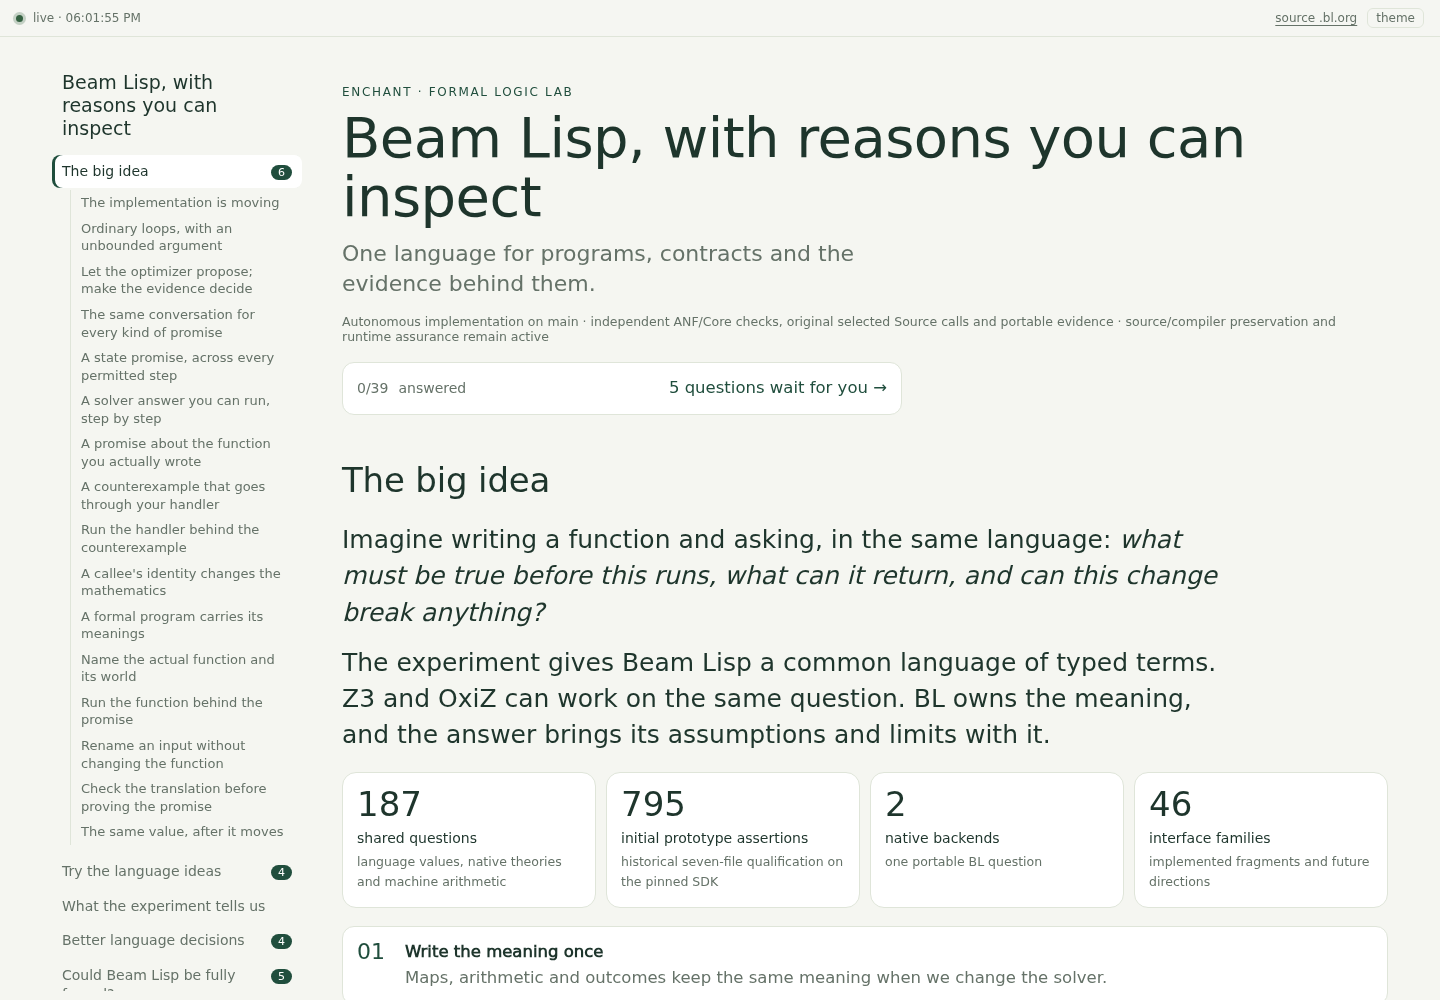 live · 06:01:55 PM
source .bl.org
theme
Beam Lisp, with
reasons you can
inspect
The big idea
6
The implementation is moving
Ordinary loops, with an
unbounded argument
Let the optimizer propose;
make the evidence decide
The same conversation for
every kind of promise
A state promise, across every
permitted step
A solver answer you can run,
step by step
A promise about the function
you actually wrote
A counterexample that goes
through your handler
Run the handler behind the
counterexample
A callee's identity changes the
mathematics
A formal program carries its
meanings
Name the actual function and
its world
Run the function behind the
promise
Rename an input without
changing the function
Check the translation before
proving the promise
The same value, after it moves
Try the language ideas
4
What the experiment tells us
Better language decisions
4
Could Beam Lisp be fully
5
ENCHANT · FORMAL LOGIC LAB
Beam Lisp, with reasons you can
inspect
One language for programs, contracts and the
evidence behind them.
Autonomous implementation on main · independent ANF/Core checks, original selected Source calls and portable evidence · source/compiler preservation and
runtime assurance remain active
0/39 answered
5 questions wait for you →
The big idea
Imagine writing a function and asking, in the same language: what
must be true before this runs, what can it return, and can this change
break anything?
The experiment gives Beam Lisp a common language of typed terms.
Z3 and OxiZ can work on the same question. BL owns the meaning,
and the answer brings its assumptions and limits with it.
187
shared questions
language values, native theories
and machine arithmetic
795
initial prototype assertions
historical seven-file qualification on
the pinned SDK
2
native backends
one portable BL question
46
interface families
implemented fragments and future
directions
01
Write the meaning once
Maps, arithmetic and outcomes keep the same meaning when we change the solver.